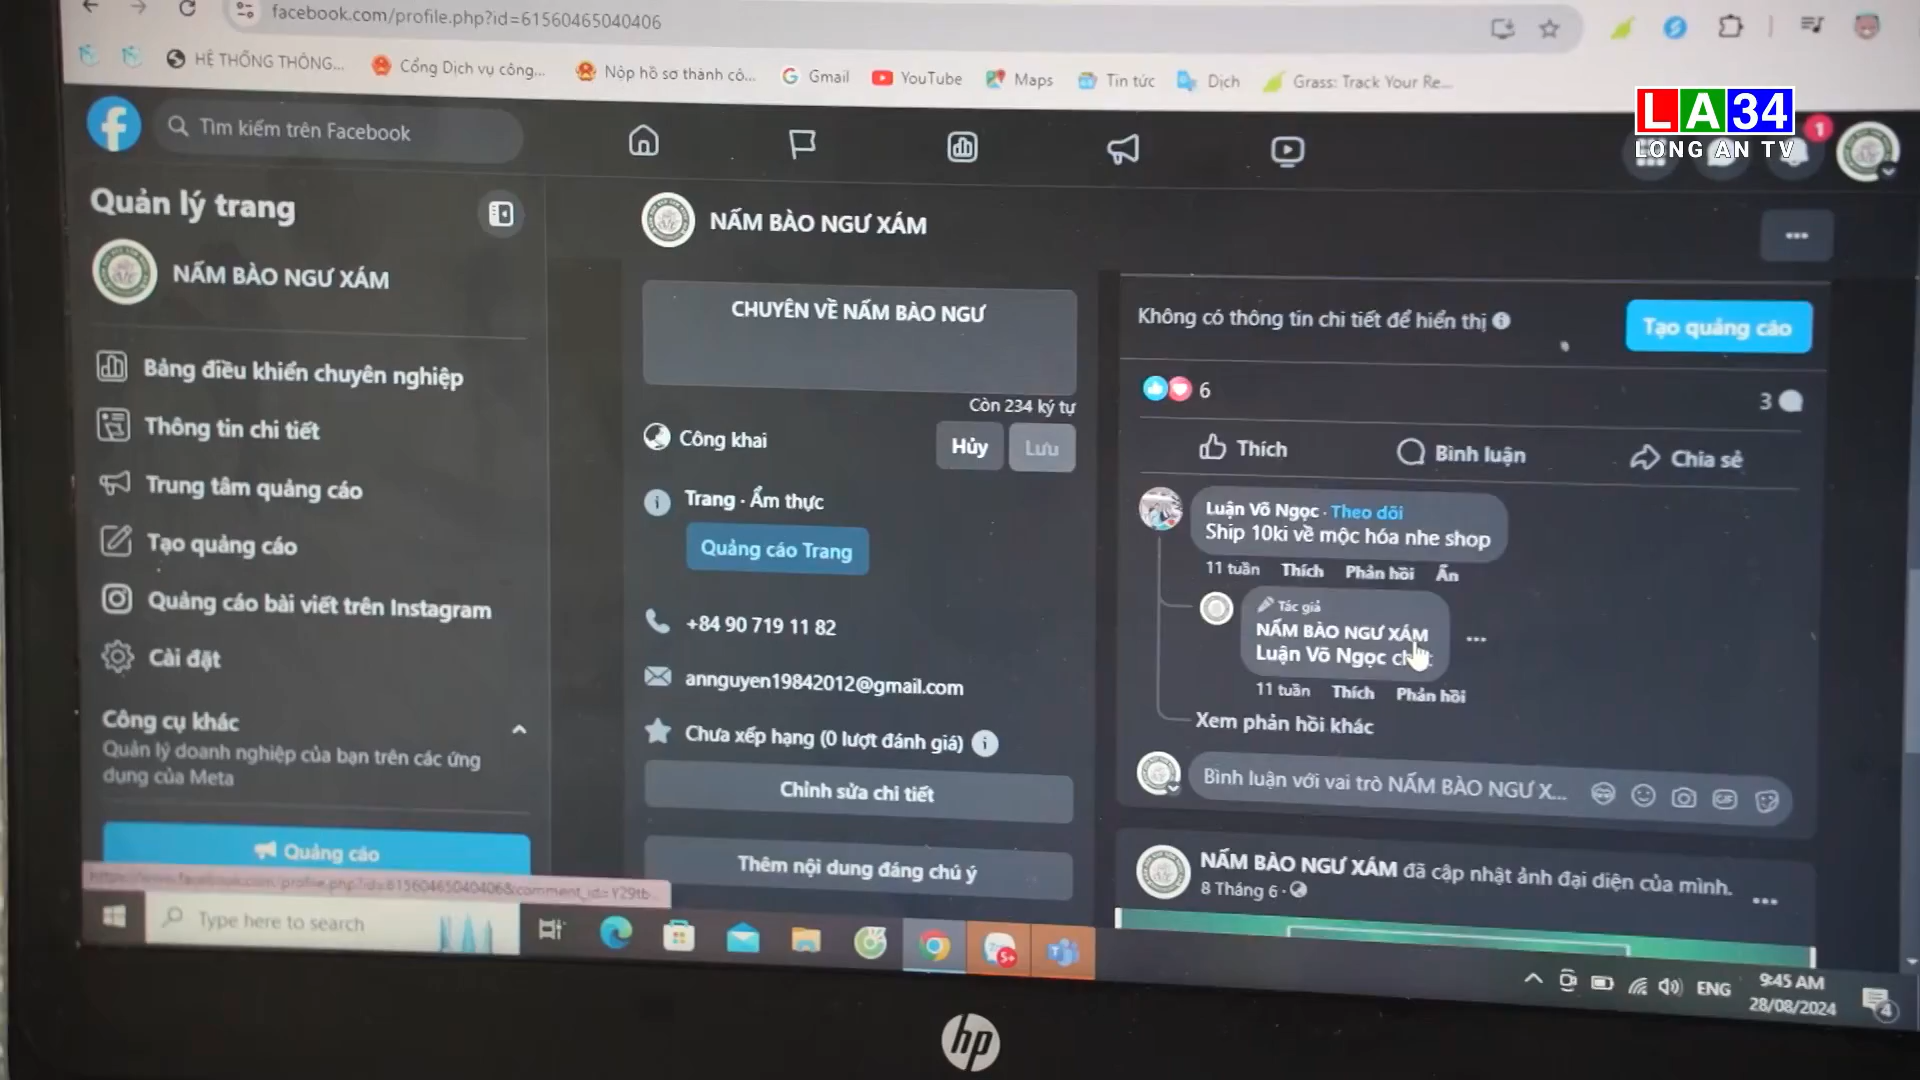 facebook.com/profile.php?id=61560465040406
HỆ THỐNG THÔNG...
Cổng Dịch vụ công...
Nộp hồ sơ thành cô...
Gmail
YouTube
Maps
Tin tức
Dịch
Grass: Track Your Re...
LA34
LONG AN TV
Tìm kiếm trên Facebook
1
Quản lý trang
NẤM BÀO NGƯ XÁM
Bảng điều khiển chuyên nghiệp
Thông tin chi tiết
Trung tâm quảng cáo
Tạo quảng cáo
Quảng cáo bài viết trên Instagram
Cài đặt
Công cụ khác
Quản lý doanh nghiệp của bạn trên các ứng
dụng của Meta
Quảng cáo
NẤM BÀO NGƯ XÁM
CHUYÊN VỀ NẤM BÀO NGƯ
Còn 234 ký tự
Công khai
Hủy
Lưu
Trang · Ẩm thực
Quảng cáo Trang
+84 90 719 11 82
annguyen19842012@gmail.com
Chưa xếp hạng (0 lượt đánh giá)
Chỉnh sửa chi tiết
Thêm nội dung đáng chú ý
Không có thông tin chi tiết để hiển thị
Tạo quảng cáo
6
3
Thích
Bình luận
Chia sẻ
Luận Võ Ngọc · Theo dõi
Ship 10ki về mộc hóa nhe shop
11 tuần Thích Phản hồi Ẩn
Tác giả
NẤM BÀO NGƯ XÁM
Luận Võ Ngọc
11 tuần Thích Phản hồi
Xem phản hồi khác
Bình luận với vai trò NẤM BÀO NGƯ X...
GIF
NẤM BÀO NGƯ XÁM đã cập nhật ảnh đại diện của mình.
8 Tháng 6 ·
Type here to search
5+
ENG
9:45 AM
28/08/2024
4
hp